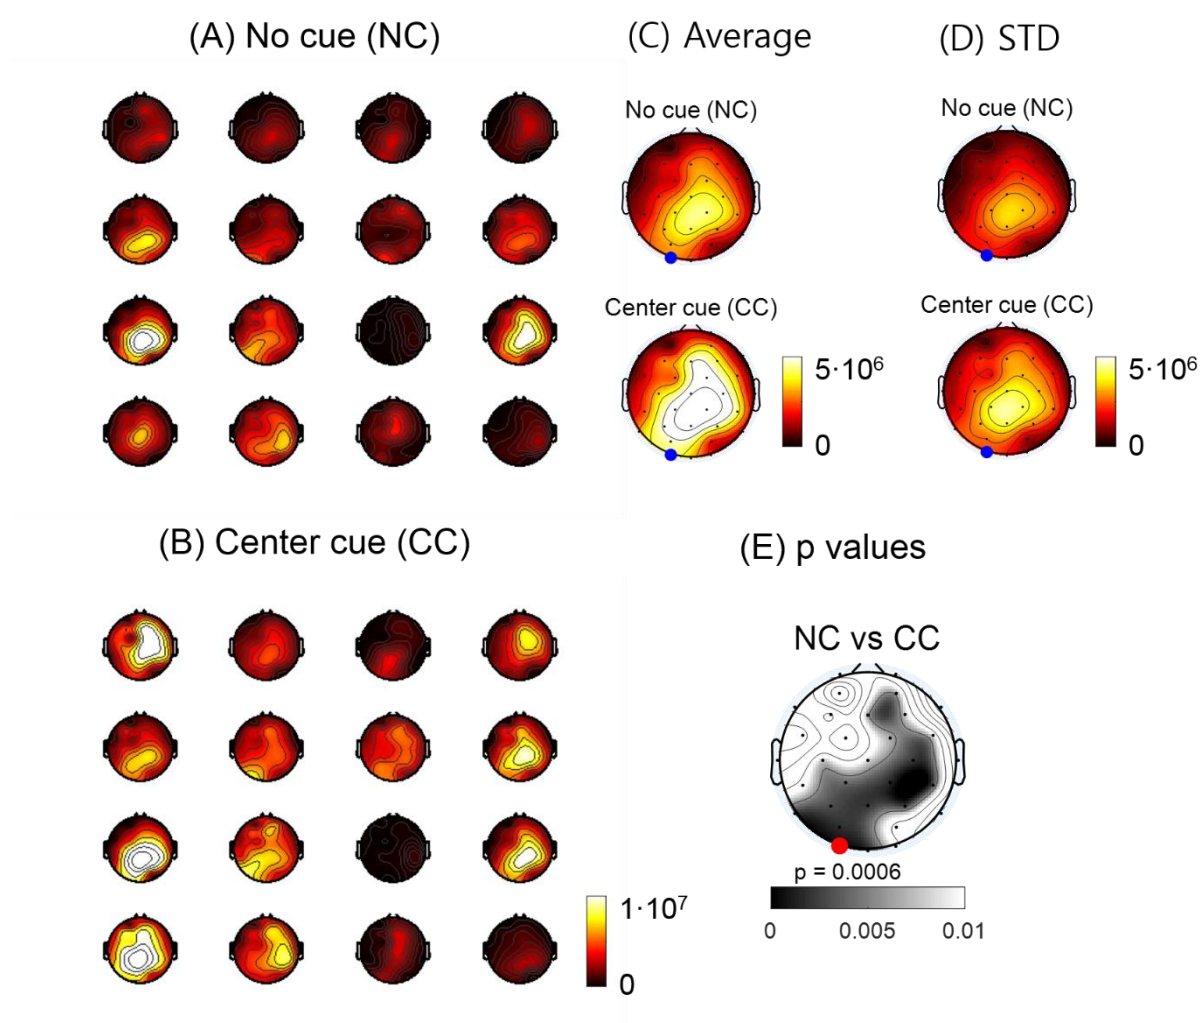 (A) No cue (NC)
(C) Average
(D) STD
No cue (NC)
No cue (NC)
Center cue (CC)
Center cue (CC)
5·10⁶
0
5·10⁶
0
(B) Center cue (CC)
(E) p values
NC vs CC
p = 0.0006
0
0.005
0.01
1·10⁷
0